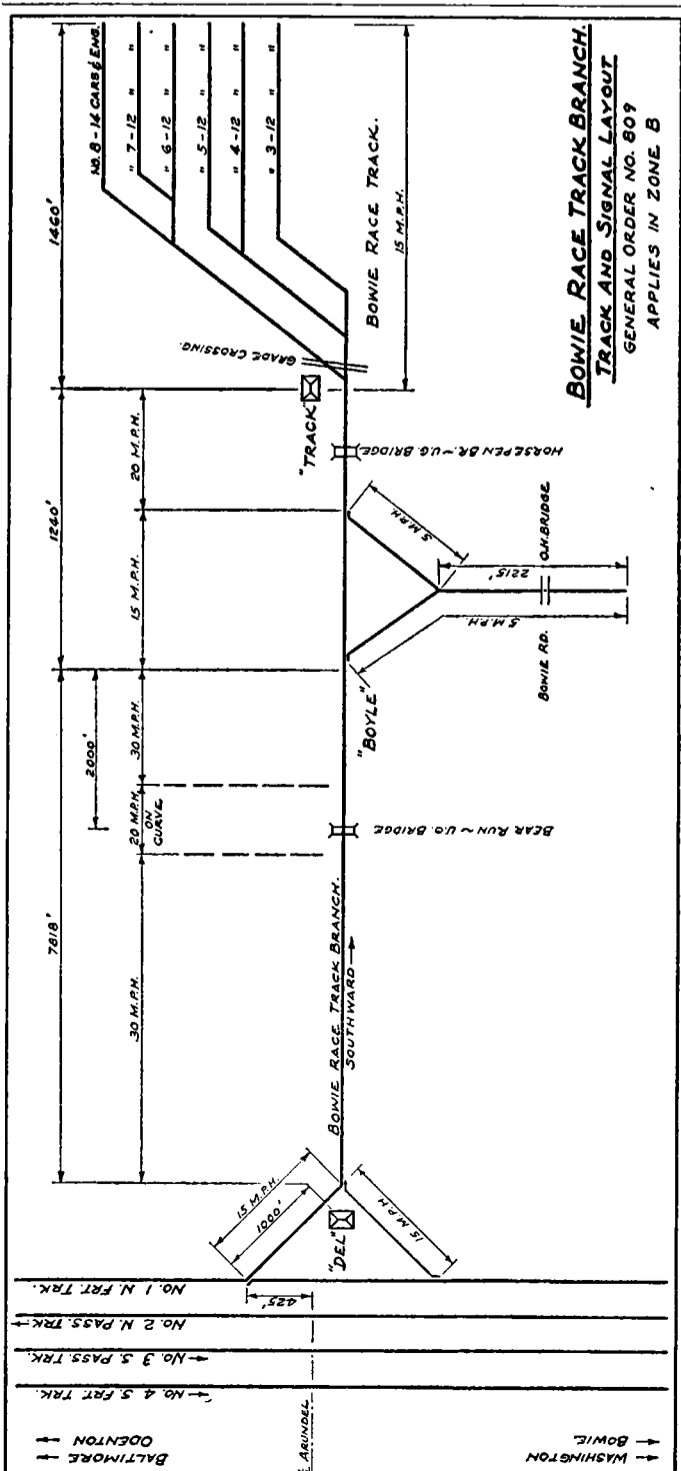 BOWIE RACE TRACK BRANCH.
TRACK AND SIGNAL LAYOUT
GENERAL ORDER NO. 809
APPLIES IN ZONE B
NO. 8 - 14 CARS & ENG.
" 7 - 12 " "
" 6 - 12 " "
" 5 - 12 " "
" 4 - 12 " "
" 3 - 12 " "
1460'
BOWIE RACE TRACK.
15 M.P.H.
GRADE CROSSING.
"TRACK"
1240'
20 M.P.H.
15 M.P.H.
HORSEPEN BR. ~ U.G. BRIDGE
5 M.P.H.
2215'
O.H. BRIDGE
5 M.P.H.
BOWIE RD.
"BOYLE"
7818'
2000'
30 M.P.H.
20 M.P.H.
ON
CURVE
30 M.P.H.
BEAR RUN ~ U.G. BRIDGE
BOWIE RACE TRACK BRANCH.
SOUTHWARD →
15 M.P.H.
1000'
"DEL"
15 M.P.H
425'
NO. 1 N. FRT. TRK.
NO. 2 N. PASS. TRK.
NO. 3 S. PASS. TRK.
NO. 4 S. FRT. TRK.
ARUNDEL
BALTIMORE
ODENTON
WASHINGTON
BOWIE